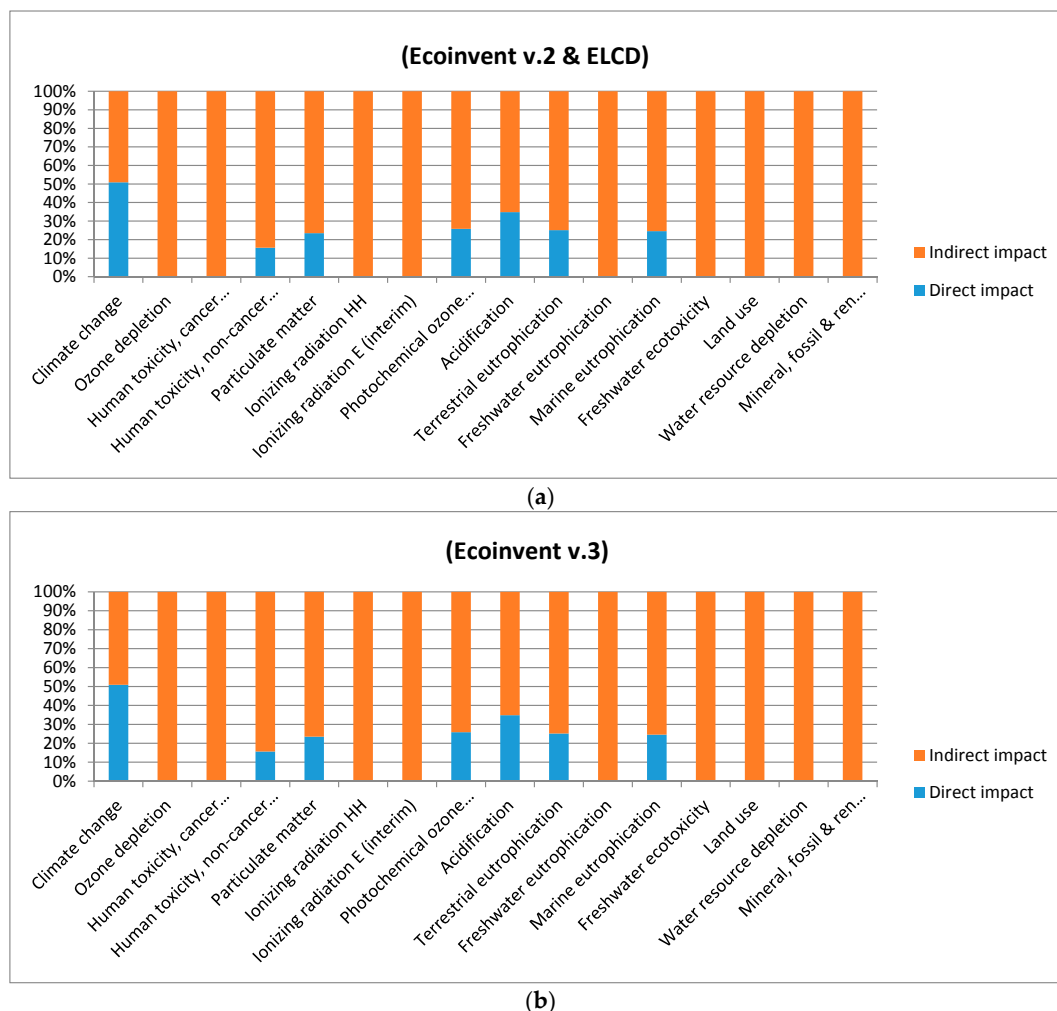 (Ecoinvent v.2 & ELCD)
100%
90%
80%
70%
60%
50%
40%
30%
20%
10%
0%
Climate change
Ozone depletion
Human toxicity, cancer...
Human toxicity, non-cancer...
Particulate matter
Ionizing radiation HH
Ionizing radiation E (interim)
Photochemical ozone...
Acidification
Terrestrial eutrophication
Freshwater eutrophication
Marine eutrophication
Freshwater ecotoxicity
Land use
Water resource depletion
Mineral, fossil & ren...
Indirect impact
Direct impact
(a)
(Ecoinvent v.3)
100%
90%
80%
70%
60%
50%
40%
30%
20%
10%
0%
Climate change
Ozone depletion
Human toxicity, cancer...
Human toxicity, non-cancer...
Particulate matter
Ionizing radiation HH
Ionizing radiation E (interim)
Photochemical ozone...
Acidification
Terrestrial eutrophication
Freshwater eutrophication
Marine eutrophication
Freshwater ecotoxicity
Land use
Water resource depletion
Mineral, fossil & ren...
Indirect impact
Direct impact
(b)